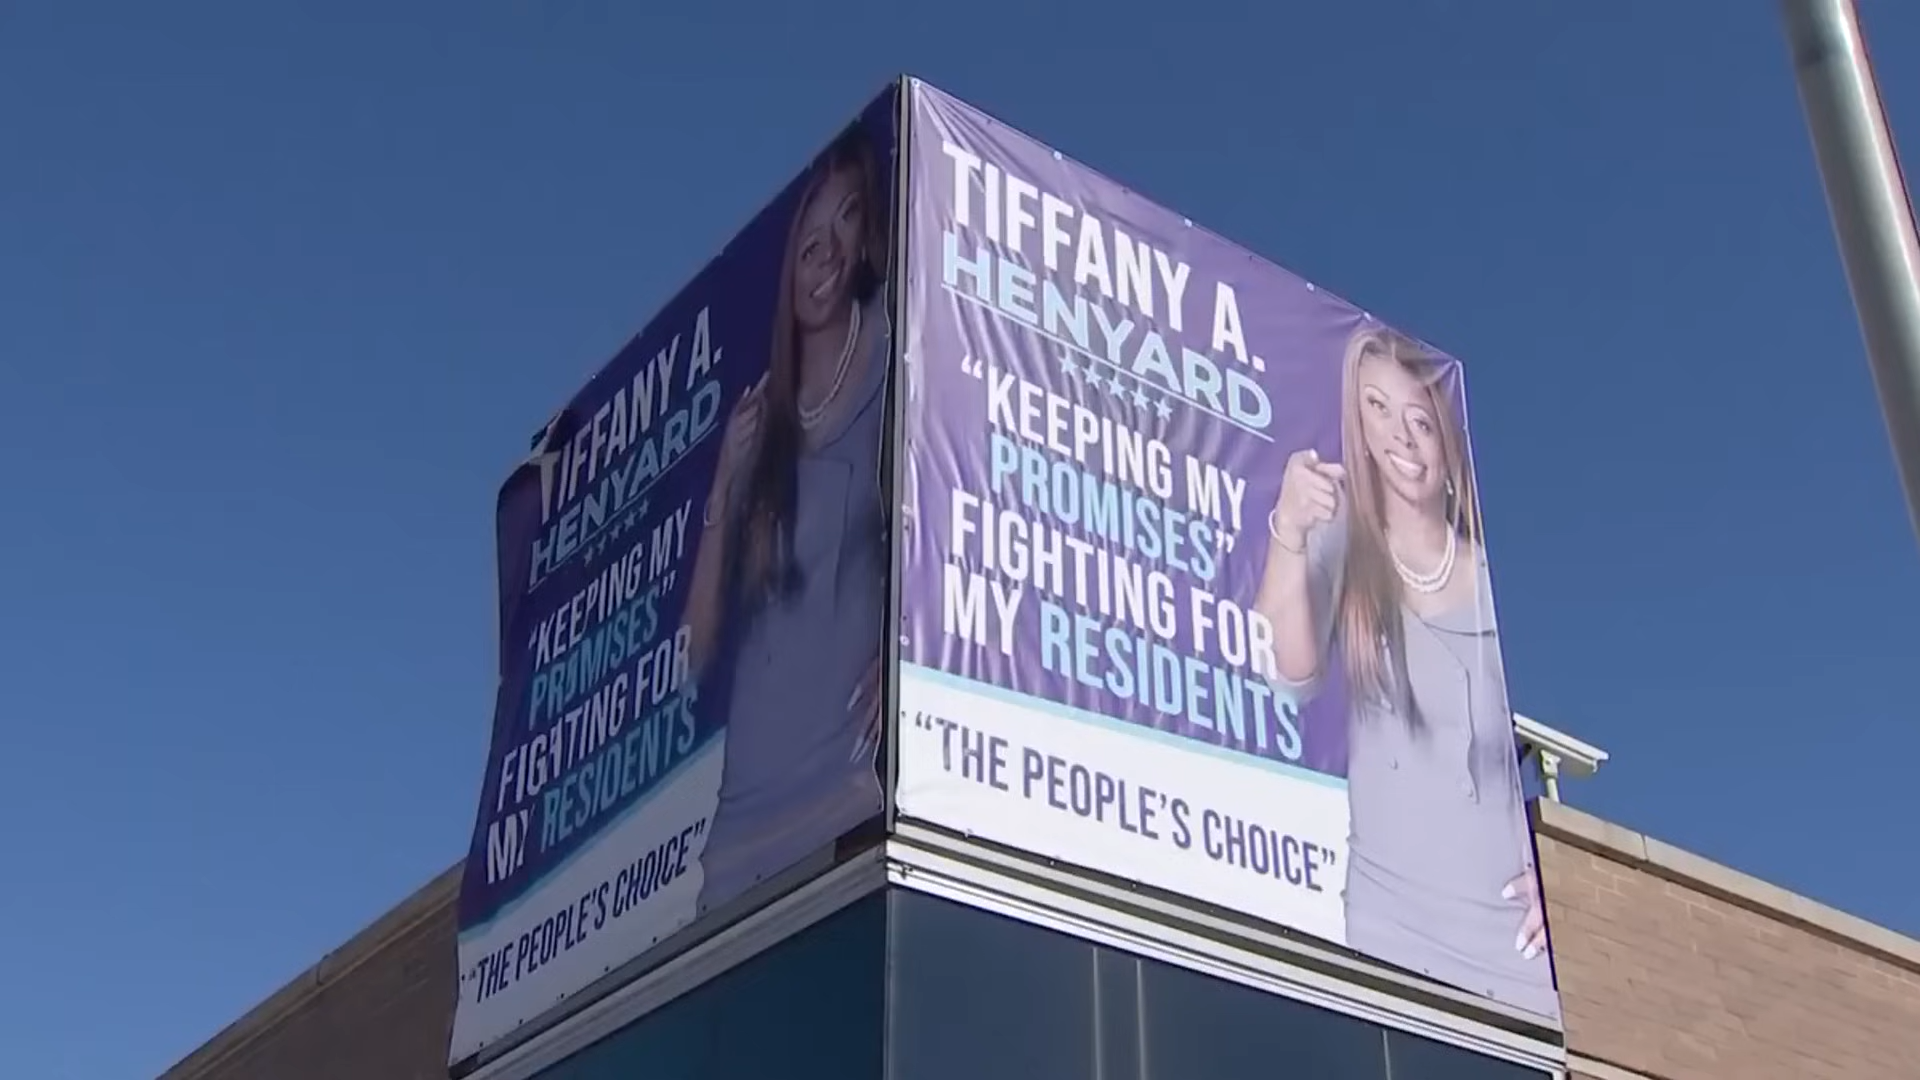 TIFFANY A.
HENYARD
"KEEPING MY
PROMISES"
FIGHTING FOR
MY RESIDENTS
"THE PEOPLE'S CHOICE"
TIFFANY A.
HENYARD
"KEEPING MY
PROMISES"
FIGHTING FOR
MY RESIDENTS
"THE PEOPLE'S CHOICE"